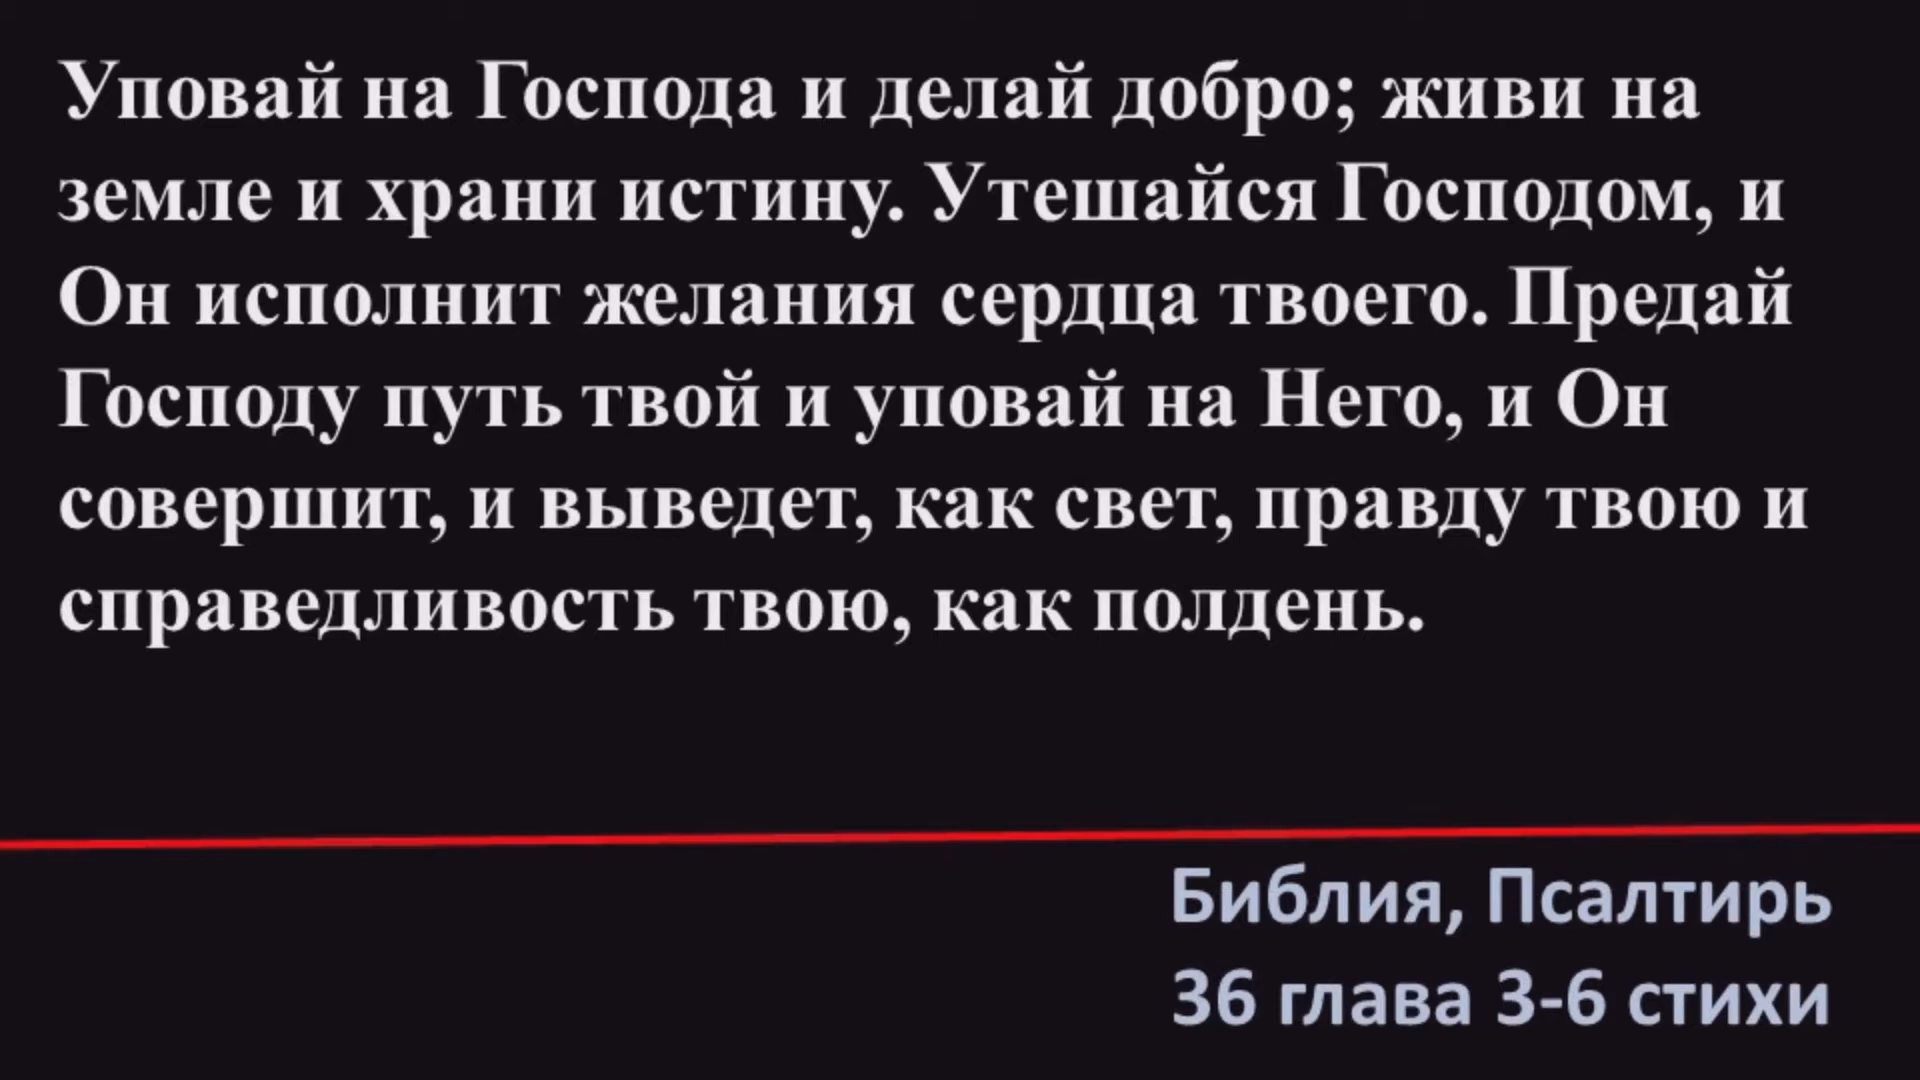 Уповай на Господа и делай добро; живи на
земле и храни истину. Утешайся Господом, и
Он исполнит желания сердца твоего. Предай
Господу путь твой и уповай на Него, и Он
совершит, и выведет, как свет, правду твою и
справедливость твою, как полдень.
Библия, Псалтирь
36 глава 3-6 стихи